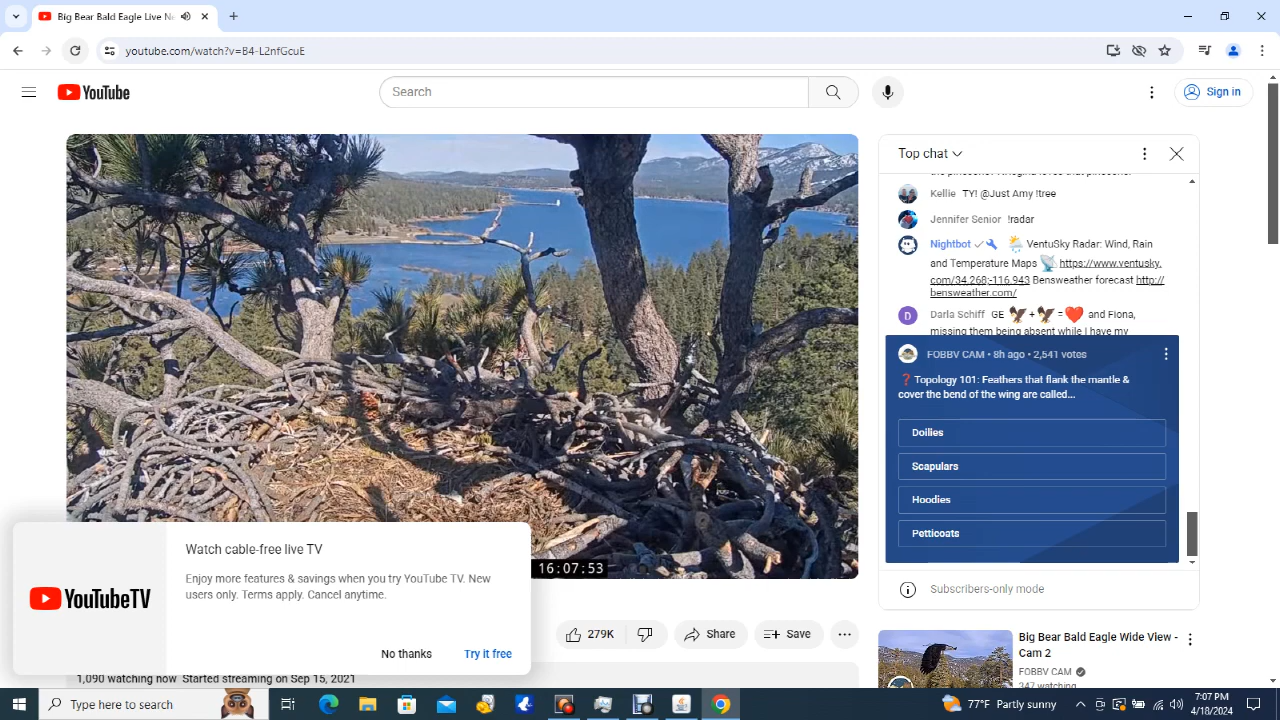 Big Bear Bald Eagle Live Ne
youtube.com/watch?v=B4-L2nfGcuE
YouTube
Search
Sign in
Top chat
Kellie TY! @Just Amy !tree
Jennifer Senior !radar
Nightbot VentuSky Radar: Wind, Rain
and Temperature Maps https://www.ventusky.
com/34.268;-116.943 Bensweather forecast http://
bensweather.com/
Darla Schiff GE + = and Fiona,
missing them being absent while I have my
FOBBV CAM • 8h ago • 2,541 votes
❓Topology 101: Feathers that flank the mantle &
cover the bend of the wing are called...
Doilies
Scapulars
Hoodies
Petticoats
Subscribers-only mode
16:07:53
Watch cable-free live TV
Enjoy more features & savings when you try YouTube TV. New
users only. Terms apply. Cancel anytime.
YouTubeTV
No thanks
Try it free
279K
Share
Save
1,090 watching now Started streaming on Sep 15, 2021
Big Bear Bald Eagle Wide View -
Cam 2
FOBBV CAM
347 watching
Type here to search
77°F Partly sunny
7:07 PM
4/18/2024